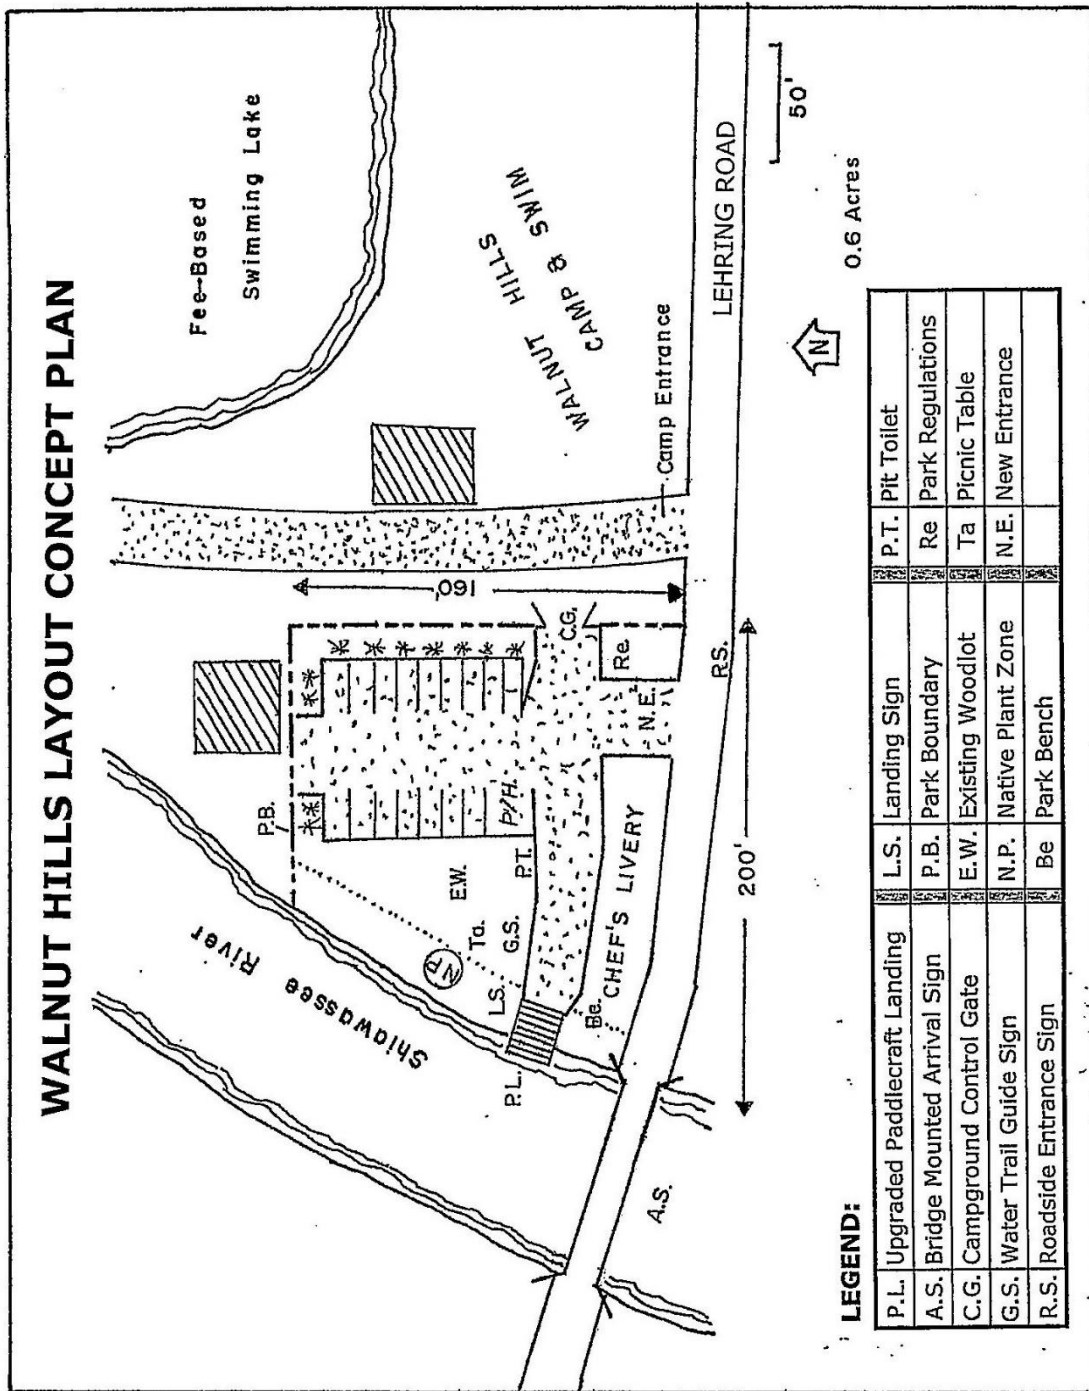 WALNUT HILLS LAYOUT CONCEPT PLAN
Fee-Based
Swimming Lake
WALNUT HILLS
CAMP & SWIM
Shiawassee River
P.B.
160'
NP
Ta.
E.W.
L.S.
G.S.
P.T.
P/H.
C.G.
P.L.
Be.
CHEF'S LIVERY
N.E.
Re.
Camp Entrance
R.S.
LEHRING ROAD
A.S.
200'
50'
N
0.6 Acres
LEGEND:
P.L. Upgraded Paddlecraft Landing L.S. Landing Sign P.T. Pit Toilet
A.S. Bridge Mounted Arrival Sign P.B. Park Boundary Re Park Regulations
C.G. Campground Control Gate E.W. Existing Woodlot Ta Picnic Table
G.S. Water Trail Guide Sign N.P. Native Plant Zone N.E. New Entrance
R.S. Roadside Entrance Sign Be Park Bench